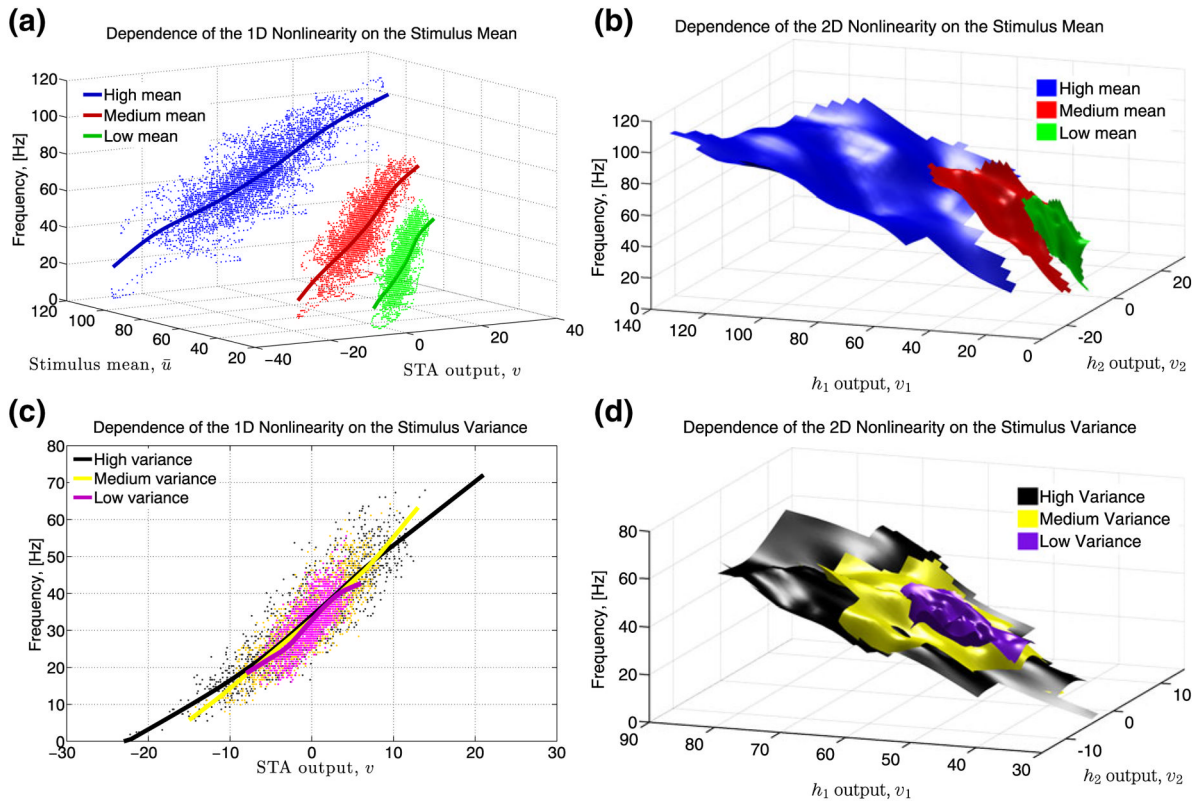 (a)
Dependence of the 1D Nonlinearity on the Stimulus Mean
High mean
Medium mean
Low mean
Frequency, [Hz]
120
100
80
60
40
20
0
120
100
80
60
40
20
Stimulus mean, ū
−40
−20
0
20
40
STA output, v
(b)
Dependence of the 2D Nonlinearity on the Stimulus Mean
High mean
Medium mean
Low mean
Frequency, [Hz]
120
100
80
60
40
20
0
140
120
100
80
60
40
20
0
h₁ output, v₁
−20
0
20
h₂ output, v₂
(c)
Dependence of the 1D Nonlinearity on the Stimulus Variance
High variance
Medium variance
Low variance
Frequency, [Hz]
80
70
60
50
40
30
20
10
0
−30
−20
−10
0
10
20
30
STA output, v
(d)
Dependence of the 2D Nonlinearity on the Stimulus Variance
High Variance
Medium Variance
Low Variance
Frequency, [Hz]
80
60
40
20
0
90
80
70
60
50
40
30
h₁ output, v₁
−10
0
10
h₂ output, v₂